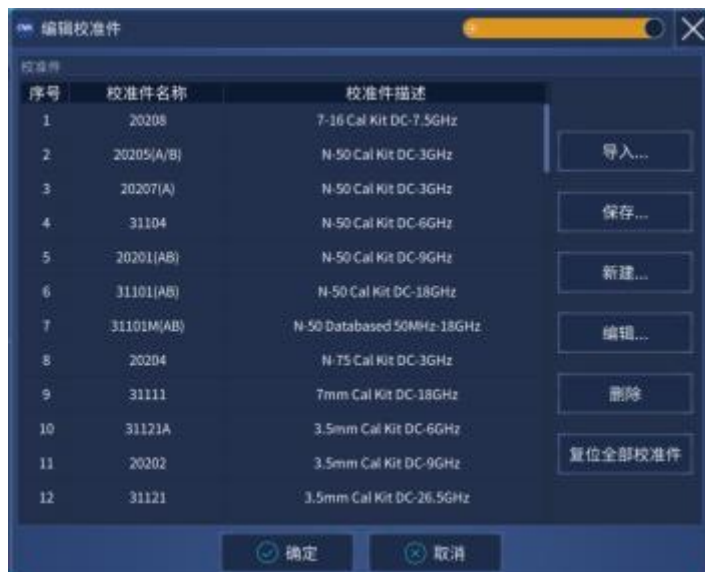 编辑校准件
校准件
序号 校准件名称 校准件描述
1 20208 7-16 Cal Kit DC-7.5GHz
2 20205(A/B) N-50 Cal Kit DC-3GHz
导入...
3 20207(A) N-50 Cal Kit DC-3GHz
4 31104 N-50 Cal Kit DC-6GHz
保存...
5 20201(AB) N-50 Cal Kit DC-9GHz
新建...
6 31101(AB) N-50 Cal Kit DC-18GHz
7 31101M(AB) N-50 Databased 50MHz-18GHz
编辑...
8 20204 N-75 Cal Kit DC-3GHz
9 31111 7mm Cal Kit DC-18GHz
删除
10 31121A 3.5mm Cal Kit DC-6GHz
11 20202 3.5mm Cal Kit DC-9GHz
复位全部校准件
12 31121 3.5mm Cal Kit DC-26.5GHz
确定 取消